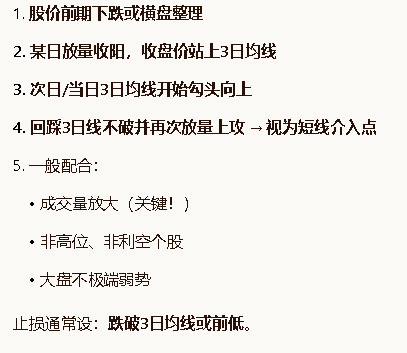 1. 股价前期下跌或横盘整理
2. 某日放量收阳，收盘价站上3日均线
3. 次日/当日3日均线开始勾头向上
4. 回踩3日线不破并再次放量上攻 → 视为短线介入点
5. 一般配合：
• 成交量放大（关键！）
• 非高位、非利空个股
• 大盘不极端弱势
止损通常设：跌破3日均线或前低。